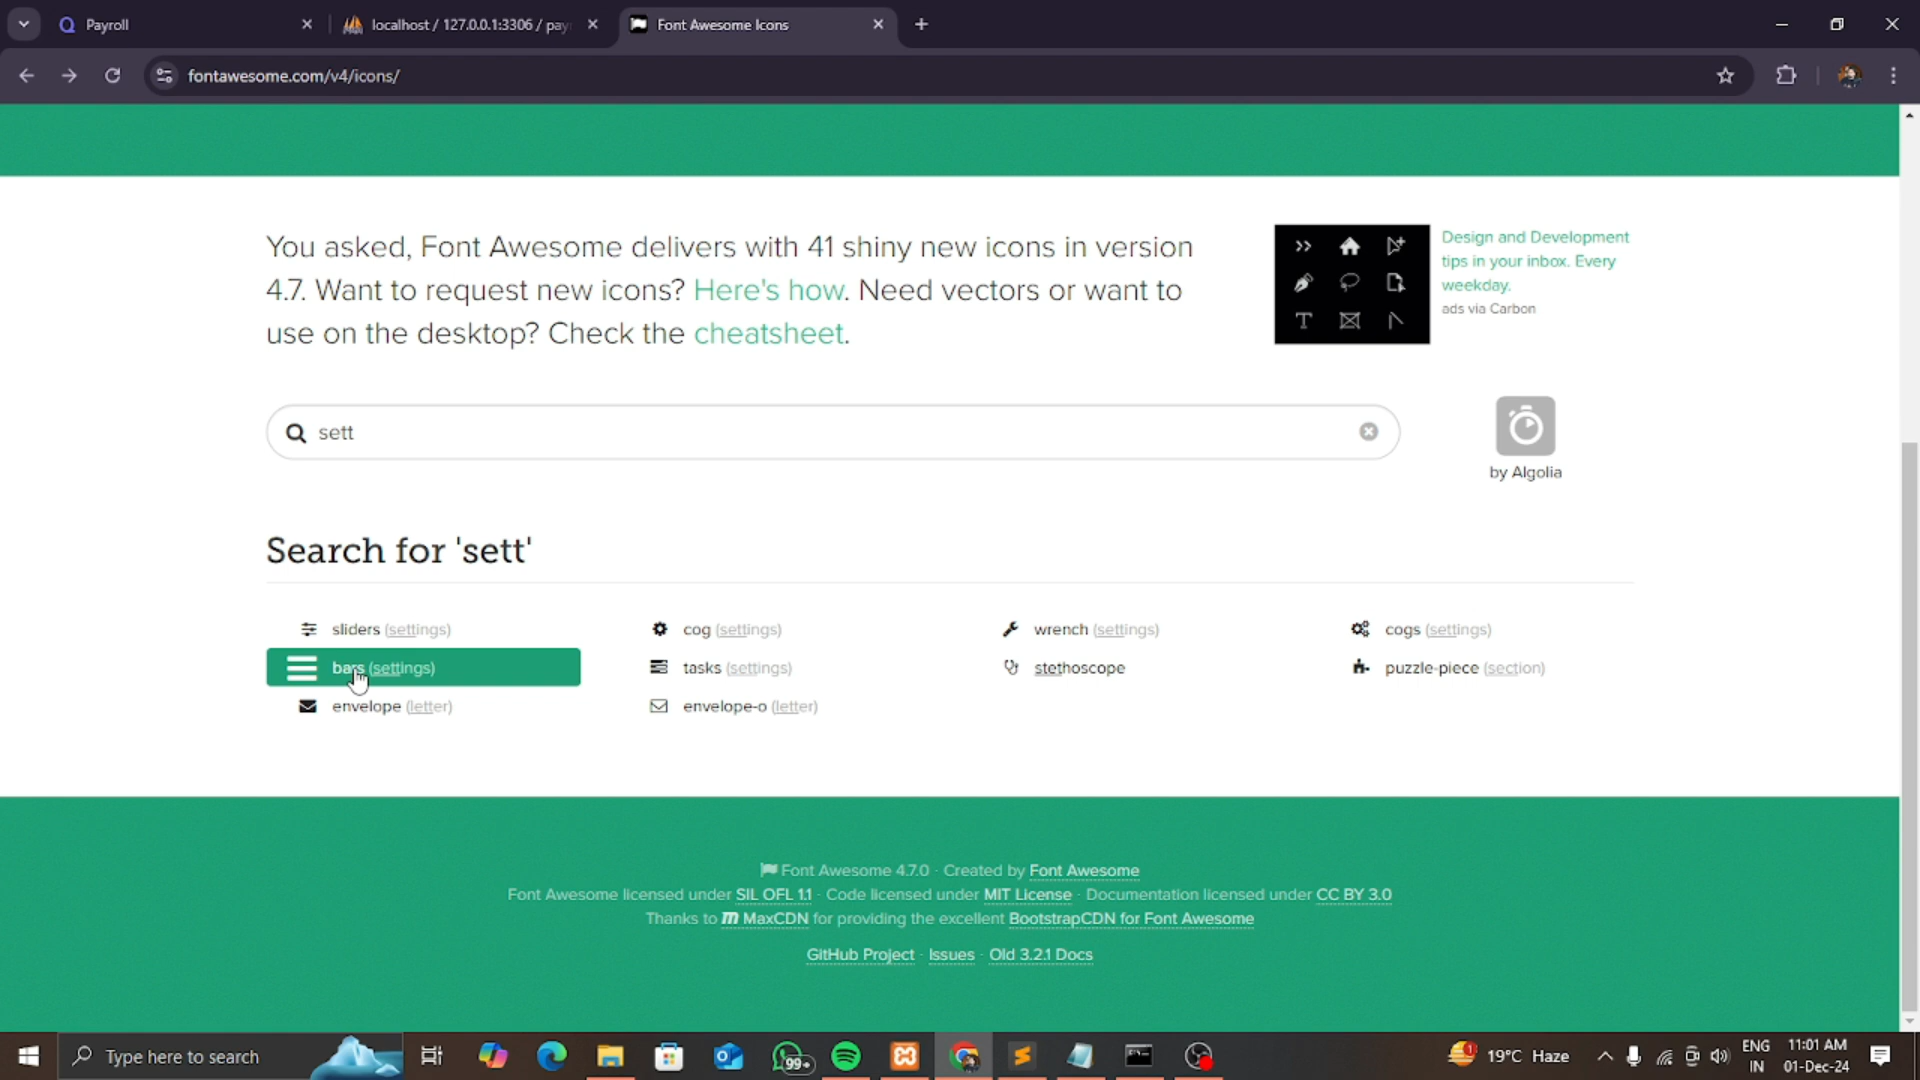 Payroll
localhost / 127.0.0.1:3306 / pay
Font Awesome Icons
fontawesome.com/v4/icons/
You asked, Font Awesome delivers with 41 shiny new icons in version
4.7. Want to request new icons? Here's how. Need vectors or want to
use on the desktop? Check the cheatsheet.
Design and Development
tips in your inbox. Every
weekday.
ads via Carbon
sett
by Algolia
Search for 'sett'
sliders (settings)
cog (settings)
wrench (settings)
cogs (settings)
bars (settings)
tasks (settings)
stethoscope
puzzle-piece (section)
envelope (letter)
envelope-o (letter)
Font Awesome 4.7.0 · Created by Font Awesome
Font Awesome licensed under SIL OFL 1.1 · Code licensed under MIT License · Documentation licensed under CC BY 3.0
Thanks to MaxCDN for providing the excellent BootstrapCDN for Font Awesome
GitHub Project · Issues · Old 3.2.1 Docs
Type here to search
99+
19°C Haze
ENG
IN
11:01 AM
01-Dec-24